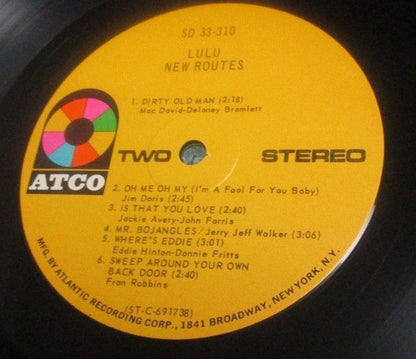 SD 33-310
LULU
NEW ROUTES
1. DIRTY OLD MAN (2:18)
Mac David-Delaney Bramlett
TWO STEREO
ATCO
2. OH ME OH MY (I'm A Fool For You Baby)
Jim Doris (2:45)
3. IS THAT YOU LOVE (2:40)
Jackie Avery-John Farris
4. MR. BOJANGLES/Jerry Jeff Walker (3:06)
5. WHERE'S EDDIE (3:01)
Eddie Hinton-Donnie Fritts
6. SWEEP AROUND YOUR OWN
BACK DOOR (2:40)
Fran Robbins
(ST-C-691738)
MFG. BY ATLANTIC RECORDING CORP., 1841 BROADWAY, NEW YORK, N.Y.